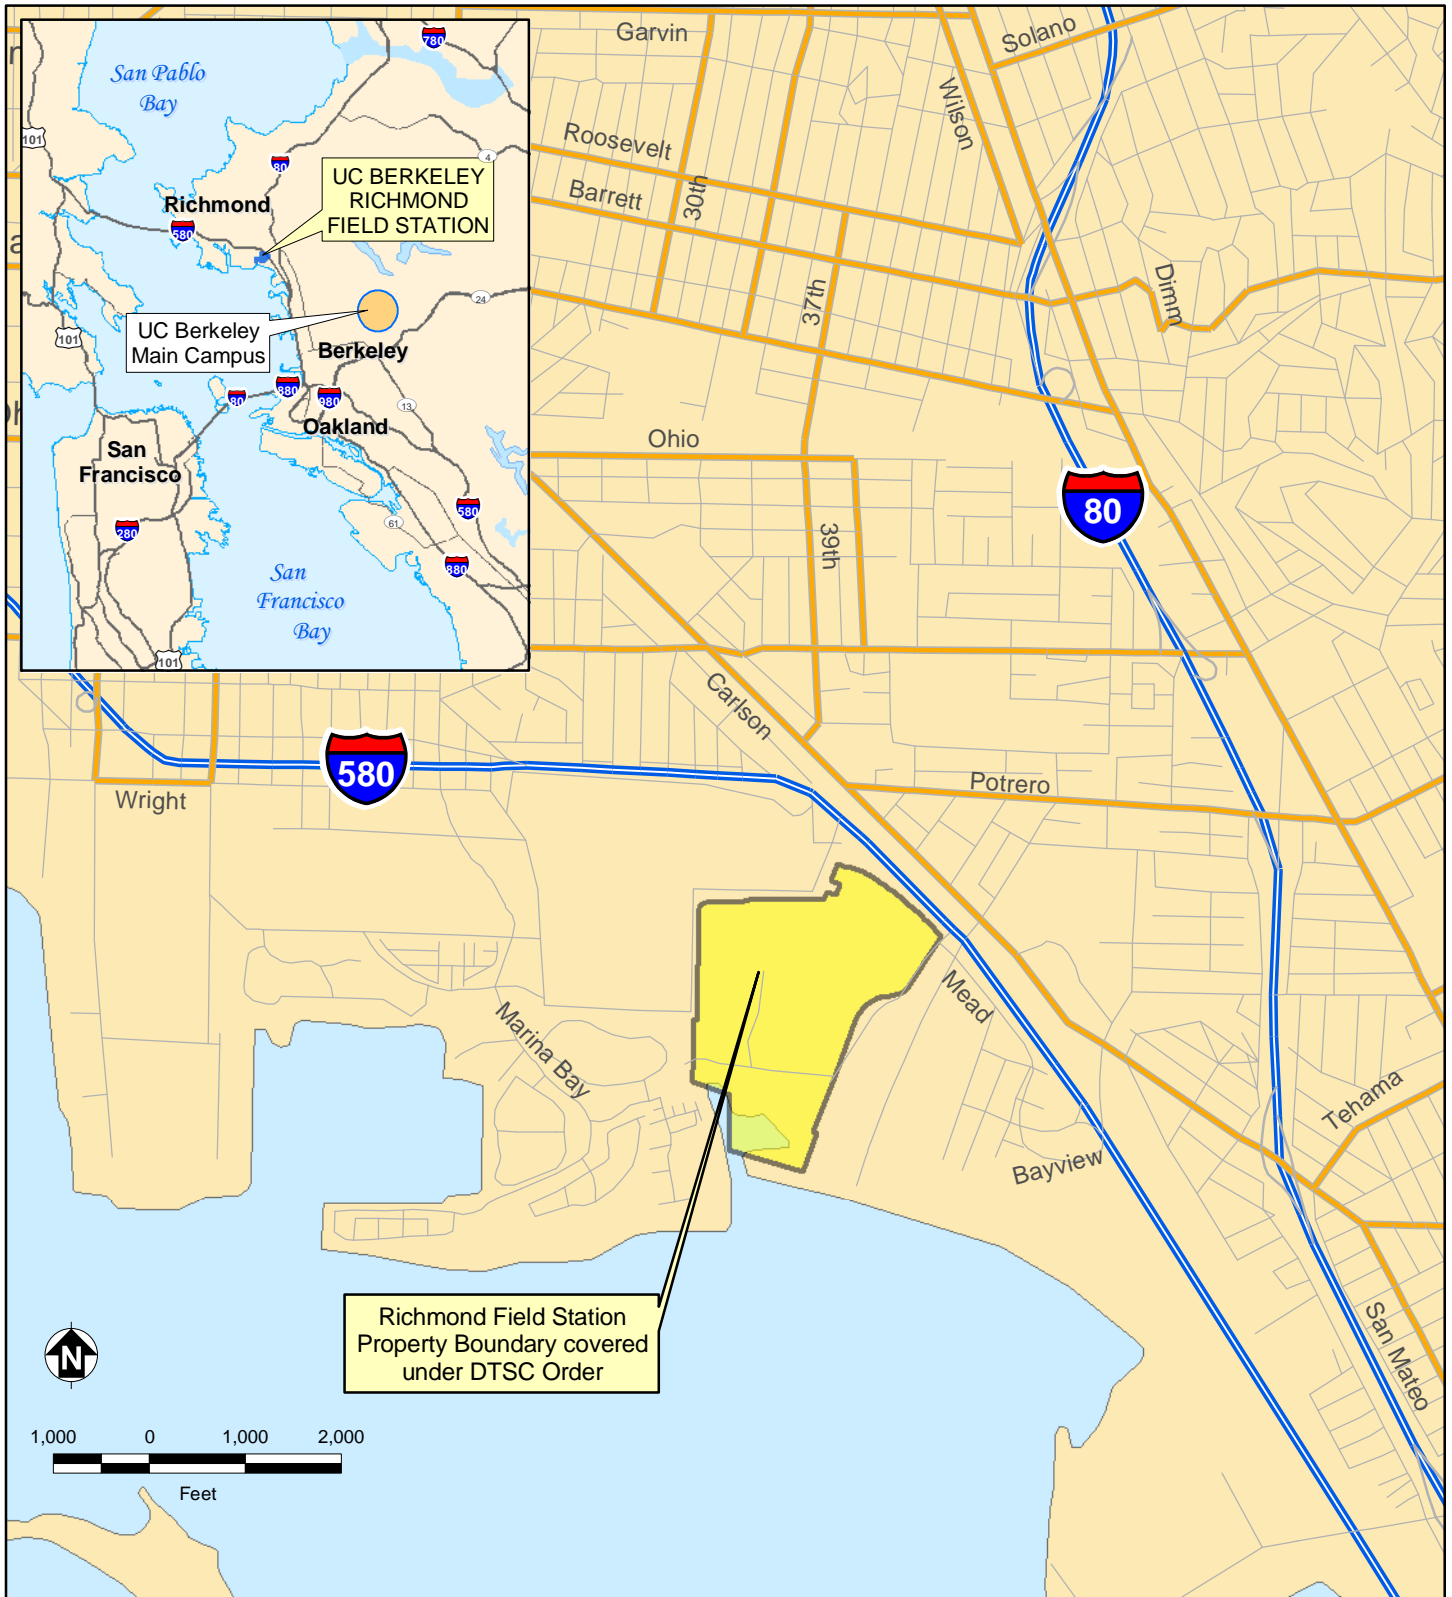 Garvin
Solano
Wilson
Roosevelt
Barrett
30th
37th
Dimm
Ohio
39th
80
Carlson
580
Wright
Potrero
Mead
Marina Bay
Bayview
Tehama
San Mateo
Richmond Field Station
Property Boundary covered
under DTSC Order
N
1,000 0 1,000 2,000
Feet
San Pablo
Bay
780
101
80
4
UC BERKELEY
RICHMOND
FIELD STATION
Richmond
580
24
101
UC Berkeley
Main Campus
Berkeley
880
80
980
13
Oakland
San
Francisco
580
280
61
880
San
Francisco
Bay
101